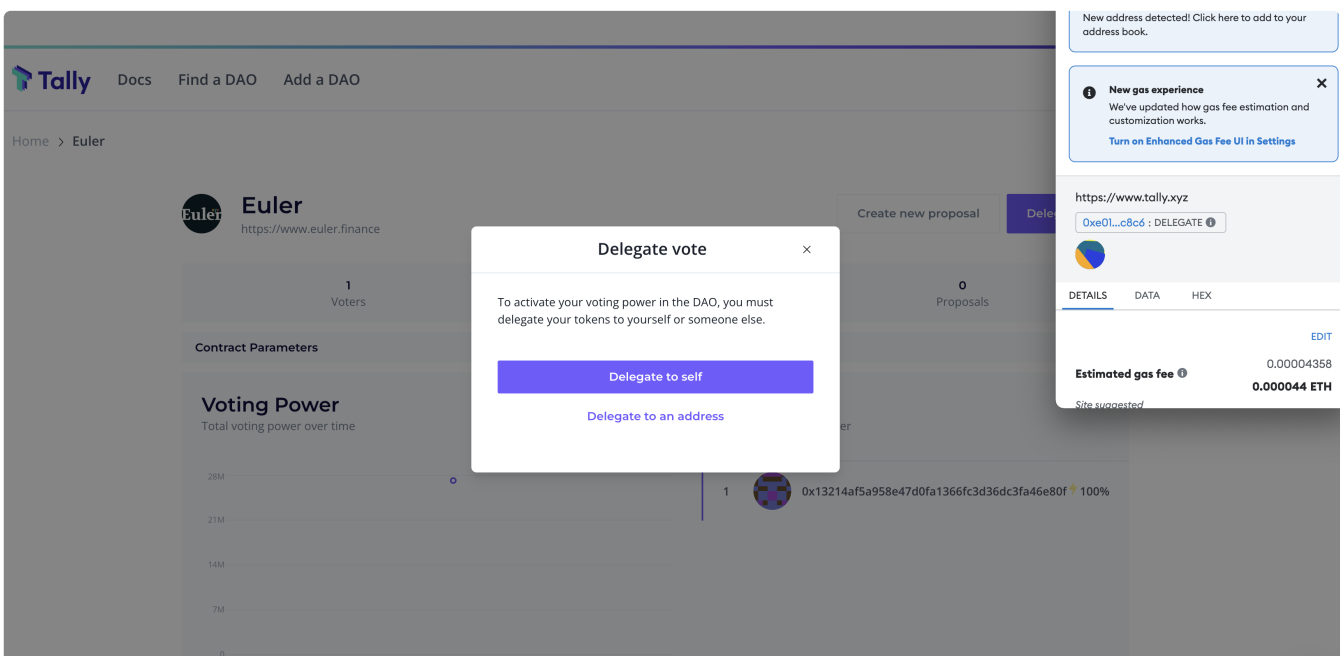 New address detected! Click here to add to your
address book.
Tally Docs Find a DAO Add a DAO
New gas experience
We've updated how gas fee estimation and
customization works.
Turn on Enhanced Gas Fee UI in Settings
Home > Euler
https://www.tally.xyz
0xe01...c8c6 : DELEGATE
Euler
Euler
https://www.euler.finance
Create new proposal
Delegate vote
×
To activate your voting power in the DAO, you must
delegate your tokens to yourself or someone else.
Delegate to self
Delegate to an address
1
Voters
0
Proposals
DETAILS DATA HEX
EDIT
Estimated gas fee
0.00004358
0.000044 ETH
Site suggested
Contract Parameters
Voting Power
Total voting power over time
28M
21M
14M
7M
0
1 0x13214af5a958e47d0fa1366fc3d36dc3fa46e80f 100%